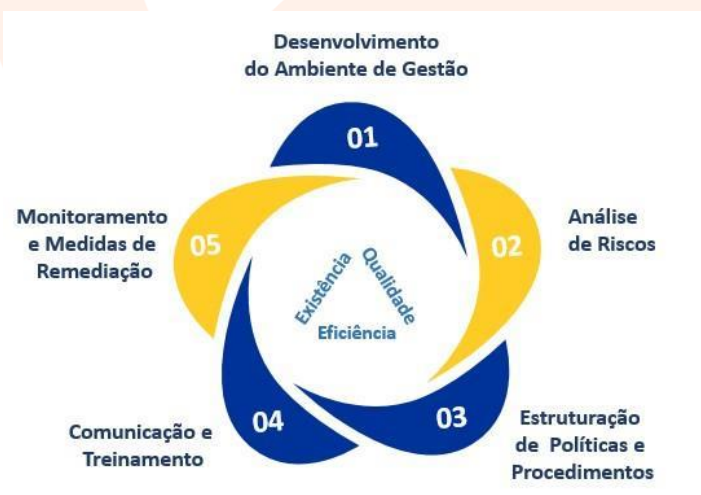 Desenvolvimento
do Ambiente de Gestão
01
Análise
de Riscos
02
Estruturação
de Políticas e
Procedimentos
03
Comunicação e
Treinamento
04
Monitoramento
e Medidas de
Remediação
05
Existência
Qualidade
Eficiência